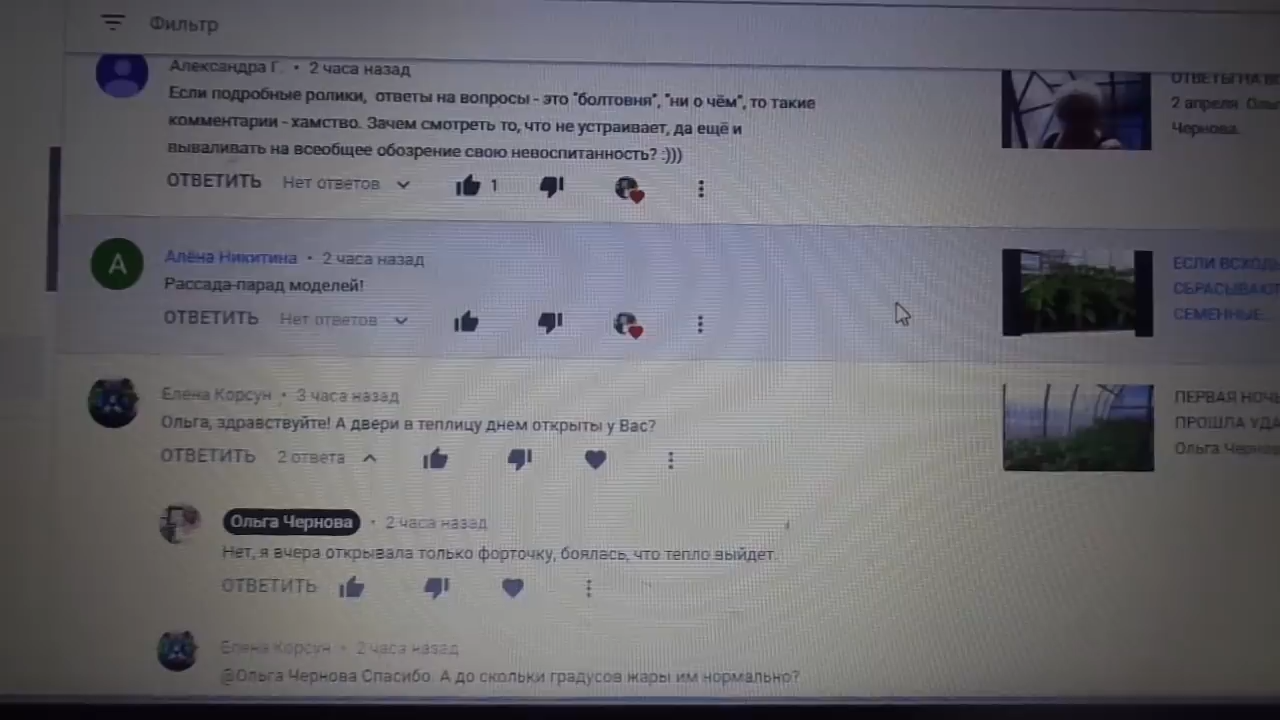 Фильтр
Александра Г. • 2 часа назад
Если подробные ролики, ответы на вопросы - это "болтовня", "ни о чём", то такие
комментарии - хамство. Зачем смотреть то, что не устраивает, да ещё и
вываливать на всеобщее обозрение свою невоспитанность? :)))
ОТВЕТИТЬ Нет ответов 1
ОТВЕТЫ НА
2 апреля
Чернова.
А
Алёна Никитина • 2 часа назад
Рассада-парад моделей!
ОТВЕТИТЬ Нет ответов
ЕСЛИ
СЕМЕННЫЕ...
Елена Корсун • 3 часа назад
Ольга, здравствуйте! А двери в теплицу днем открыты у Вас?
ОТВЕТИТЬ 2 ответа
ПЕРВАЯ
ПРОШЛА
Ольга
Ольга Чернова • 2 часа назад
Нет, я вчера открывала только форточку, боялась, что тепло выйдет.
ОТВЕТИТЬ
Елена Корсун • 2 часа назад
@Ольга Чернова Спасибо. А до скольки градусов жары им нормально?